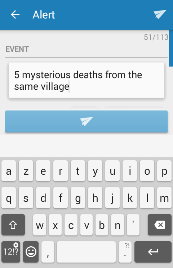 Alert
51/113
EVENT
5 mysterious deaths from the
same village
a z e r t y u i o p
q s d f g h j k l m
w x c v b n '
12!? , . ?!